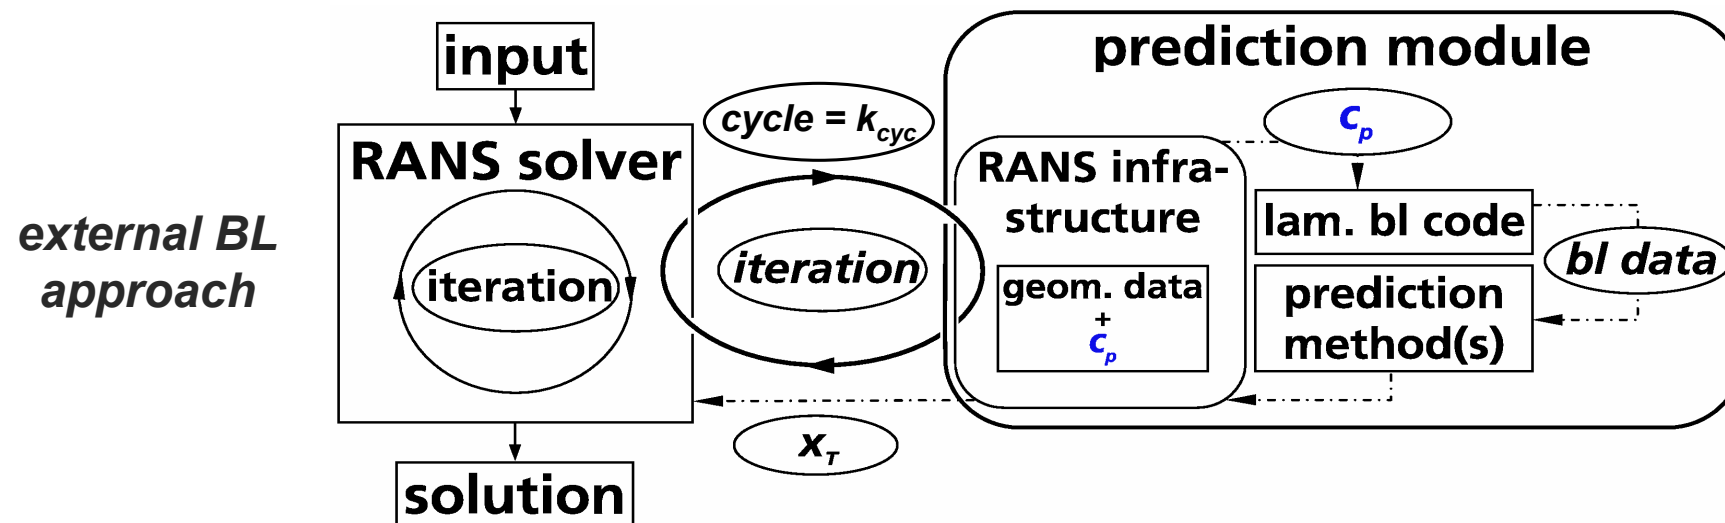 external BL
approach
input
RANS solver
iteration
solution
cycle = kcyc
iteration
xT
prediction module
RANS infra-
structure
geom. data
+
cp
cp
lam. bl code
bl data
prediction
method(s)